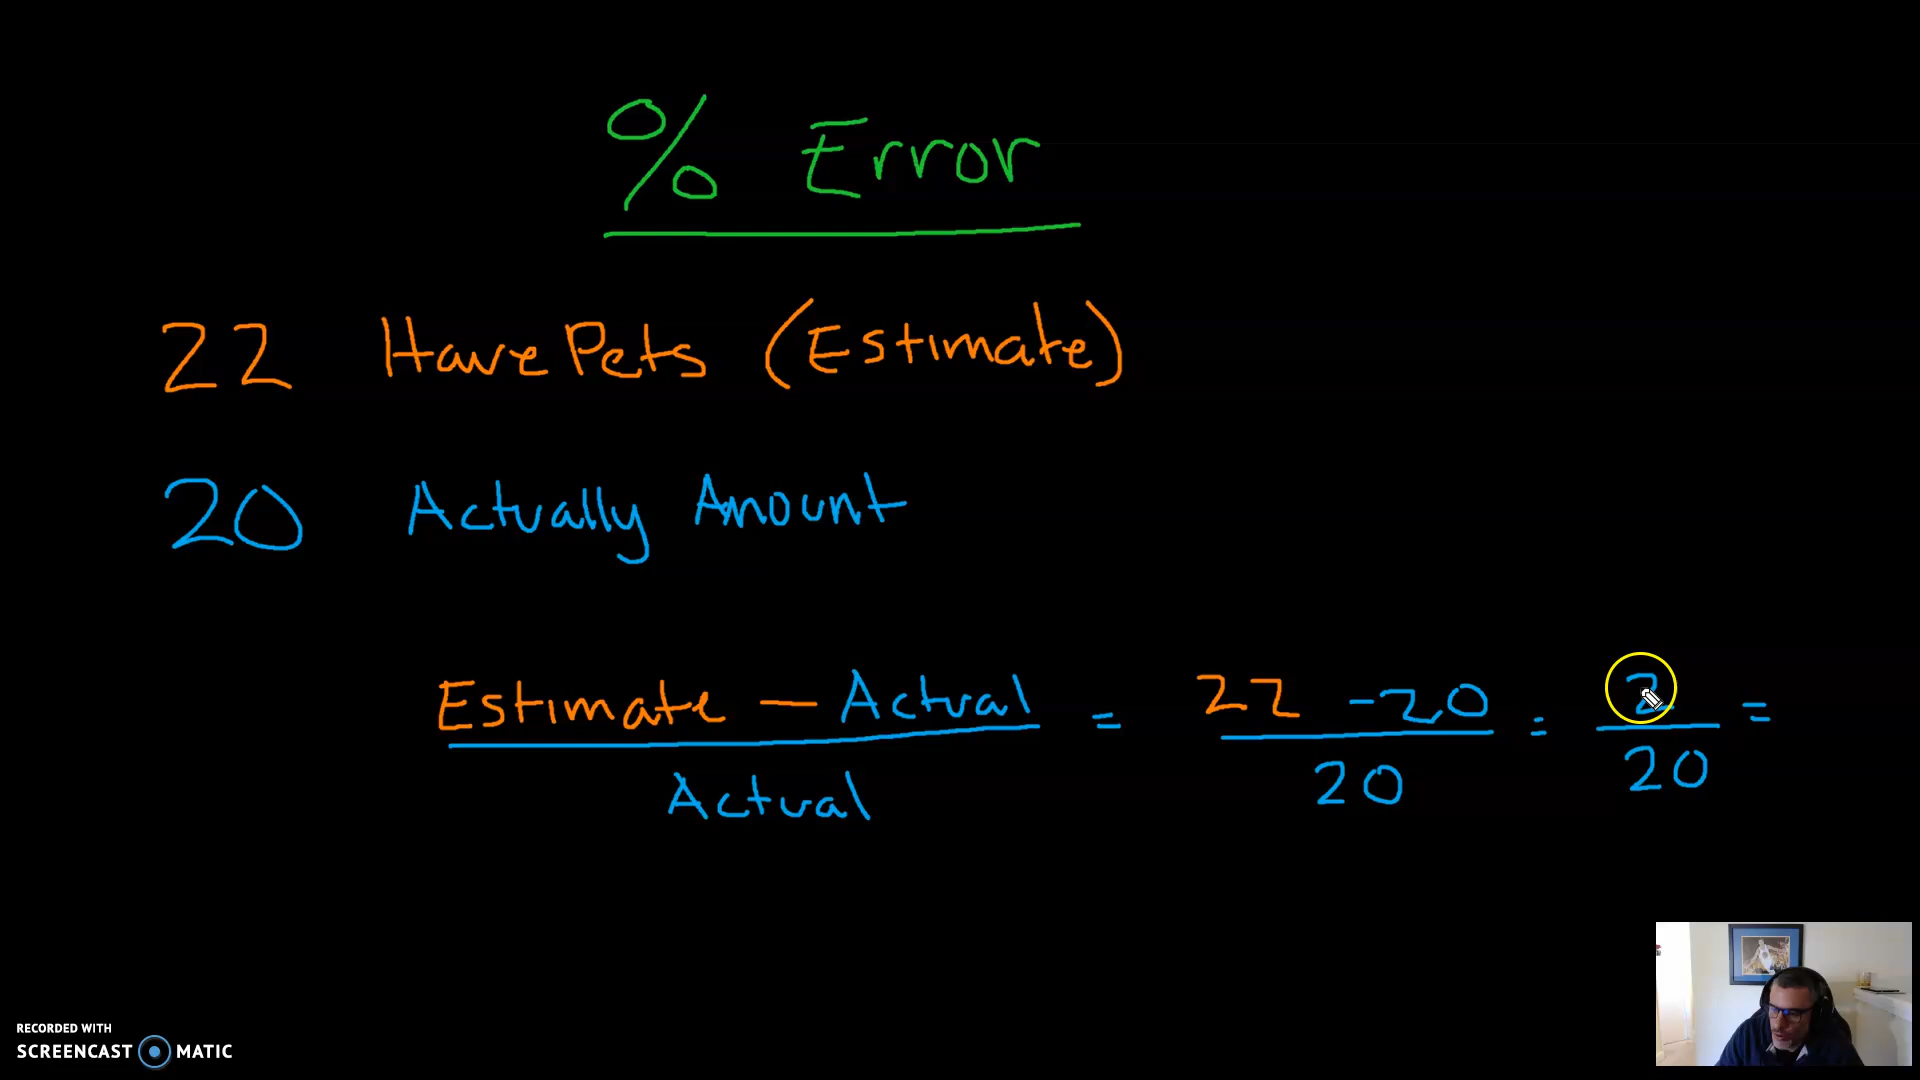 % Error
22 Have Pets (Estimate)
20 Actually Amount
Estimate — Actual = 22 - 20 = 2 =
Actual 20 20
RECORDED WITH
SCREENCAST MATIC